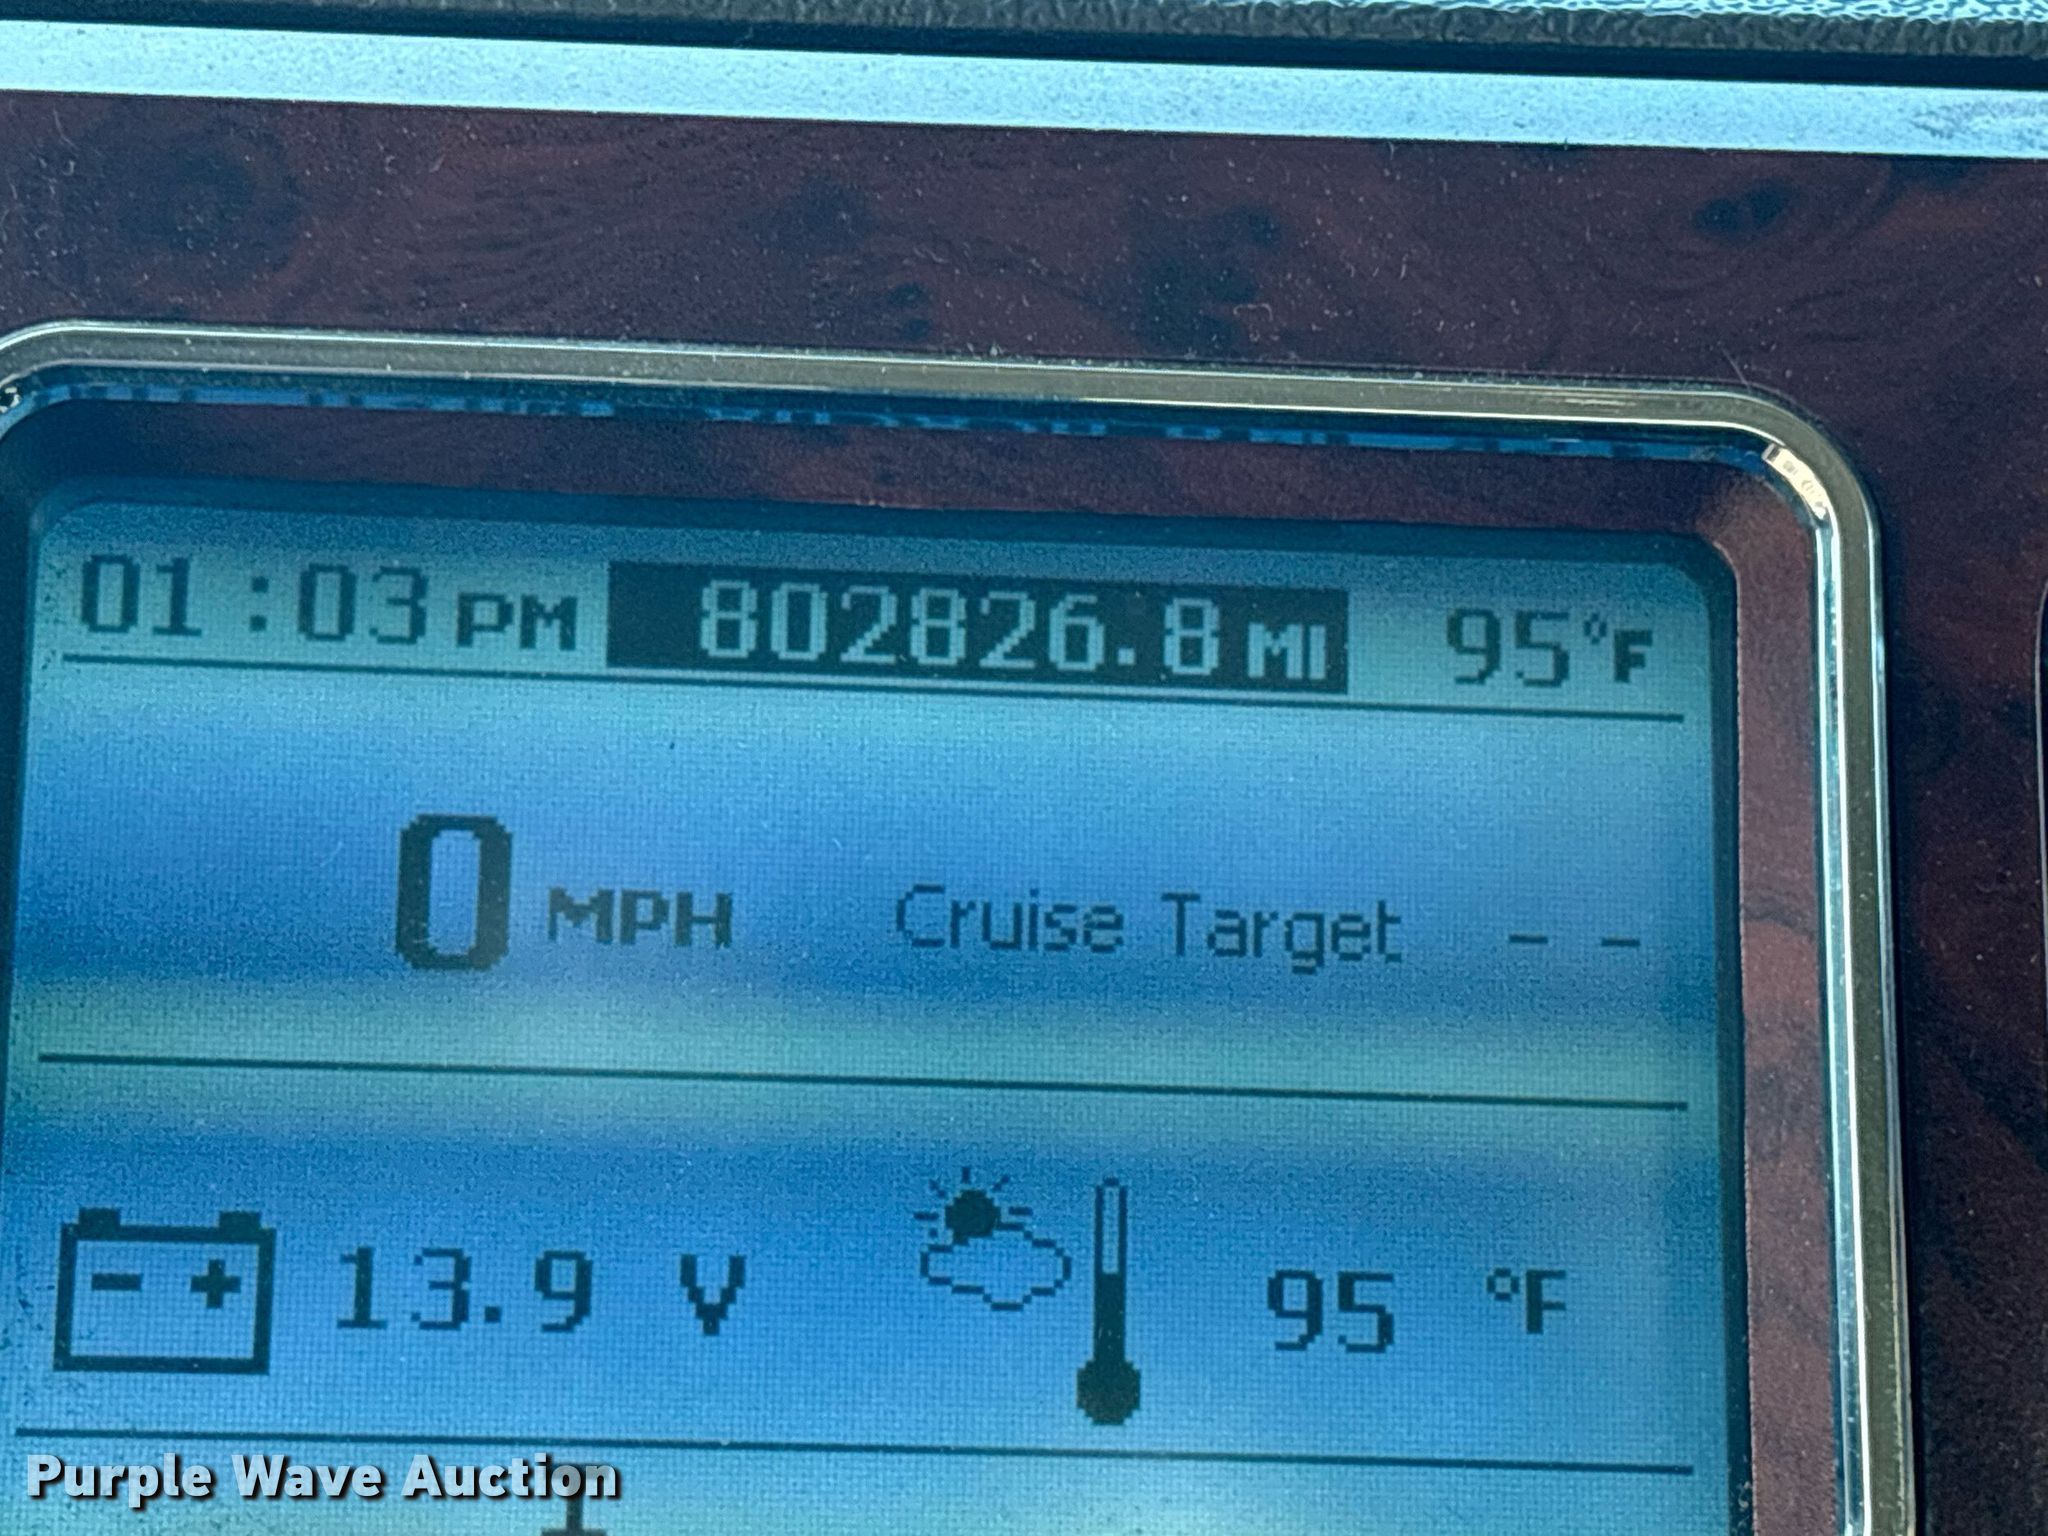 01:03 PM 802826.8 MI 95°F
0 MPH Cruise Target - -
- + 13.9 V 95 °F
Purple Wave Auction